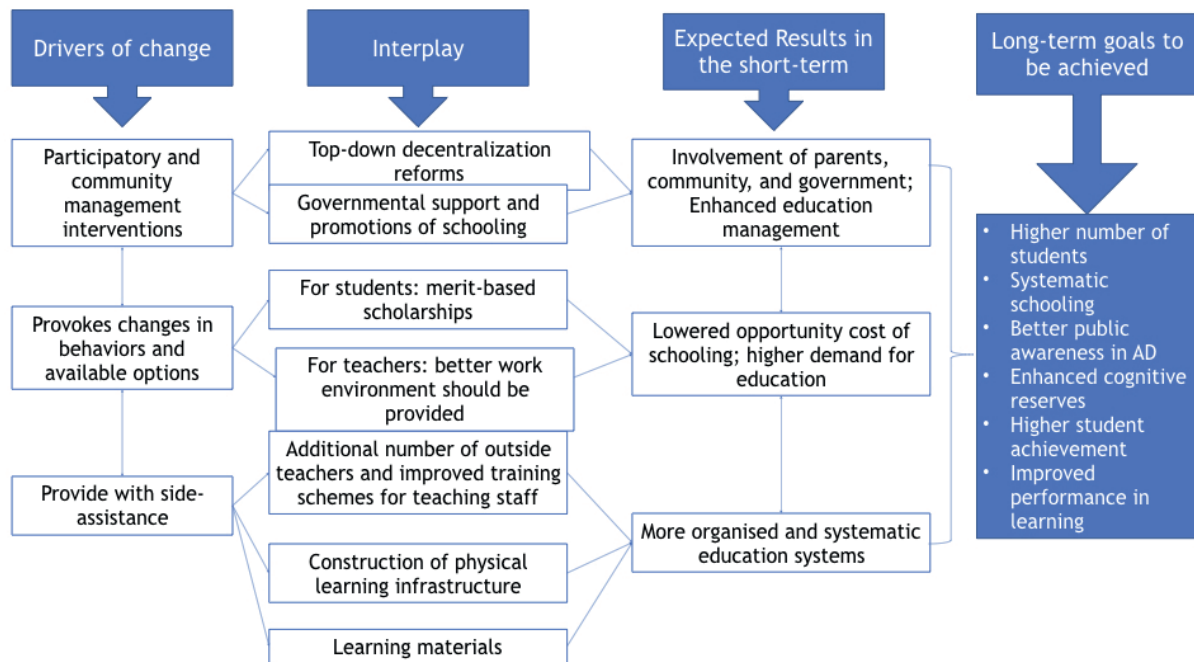 Drivers of change
Interplay
Expected Results in
the short-term
Long-term goals to
be achieved
Participatory and
community
management
interventions
Top-down decentralization
reforms
Governmental support and
promotions of schooling
Involvement of parents,
community, and government;
Enhanced education
management
Provokes changes in
behaviors and
available options
For students: merit-based
scholarships
For teachers: better work
environment should be
provided
Lowered opportunity cost of
schooling; higher demand for
education
Provide with side-
assistance
Additional number of outside
teachers and improved training
schemes for teaching staff
Construction of physical
learning infrastructure
Learning materials
More organised and systematic
education systems
• Higher number of
students
• Systematic
schooling
• Better public
awareness in AD
• Enhanced cognitive
reserves
• Higher student
achievement
• Improved
performance in
learning